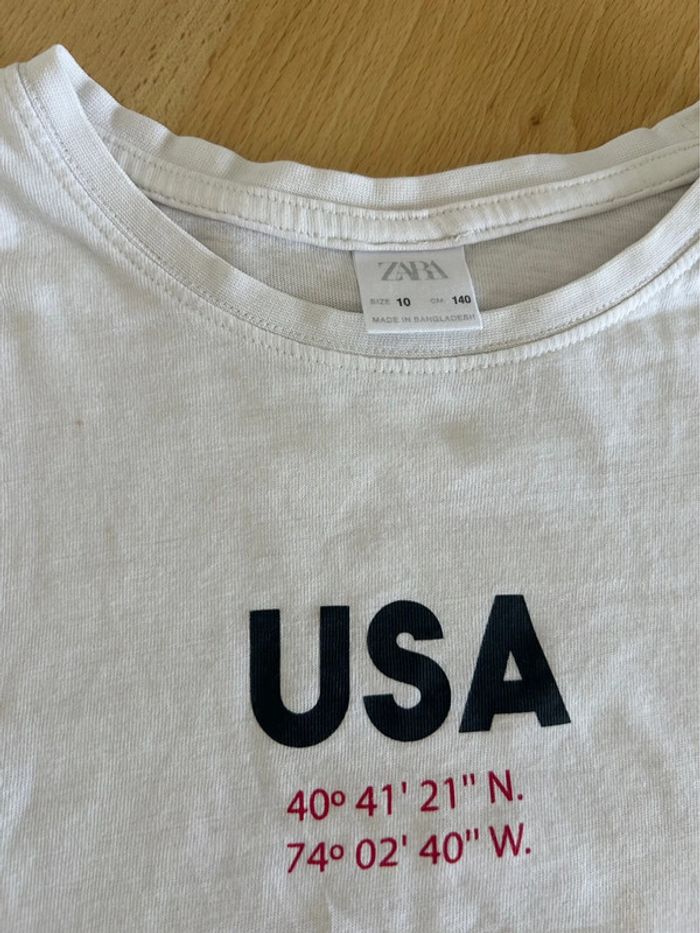 ZARA
SIZE 10 CM 140
MADE IN BANGLADESH
USA
40º 41' 21" N.
74º 02' 40" W.